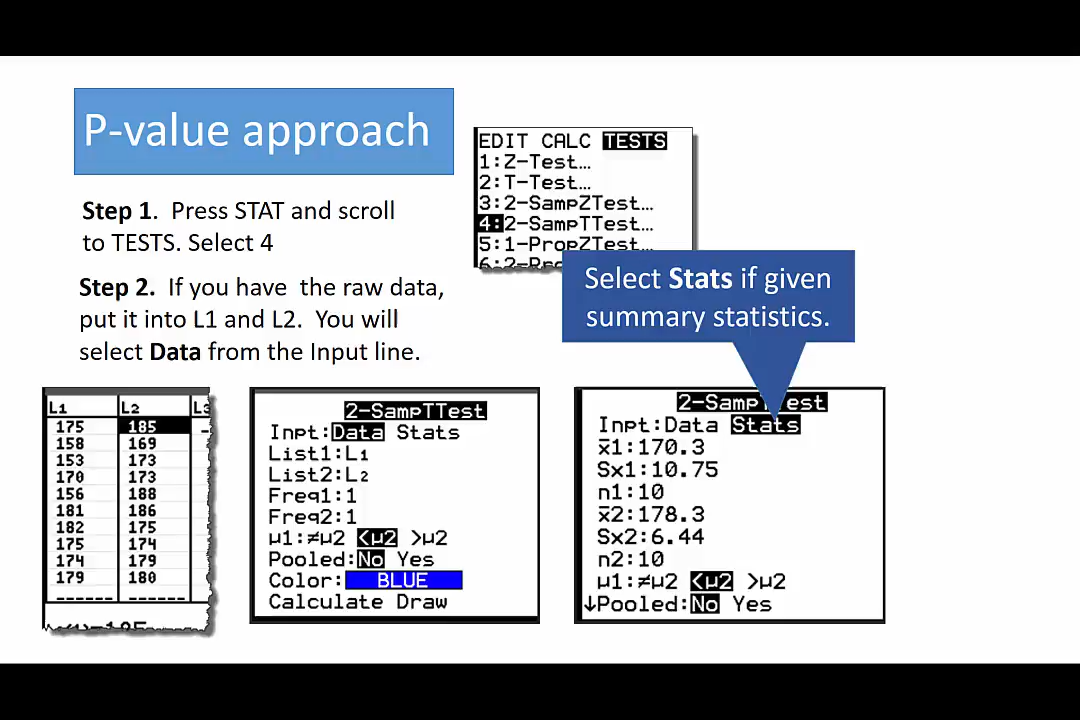 P-value approach
Step 1. Press STAT and scroll
to TESTS. Select 4
Step 2. If you have the raw data,
put it into L1 and L2. You will
select Data from the Input line.
EDIT CALC TESTS
1:Z-Test…
2:T-Test…
3:2-SampZTest…
4:2-SampTTest…
5:1-PropZTest…
Select Stats if given
summary statistics.
L1 L2
175 185
158 169
153 173
170 173
156 188
181 186
182 175
175 174
174 179
179 180
------ ------
2-SampTTest
Inpt:Data Stats
List1:L1
List2:L2
Freq1:1
Freq2:1
μ1:≠μ2 <μ2 >μ2
Pooled:No Yes
Color: BLUE
Calculate Draw
2-SampTTest
Inpt:Data Stats
x̄1:170.3
Sx1:10.75
n1:10
x̄2:178.3
Sx2:6.44
n2:10
μ1:≠μ2 <μ2 >μ2
↓Pooled:No Yes